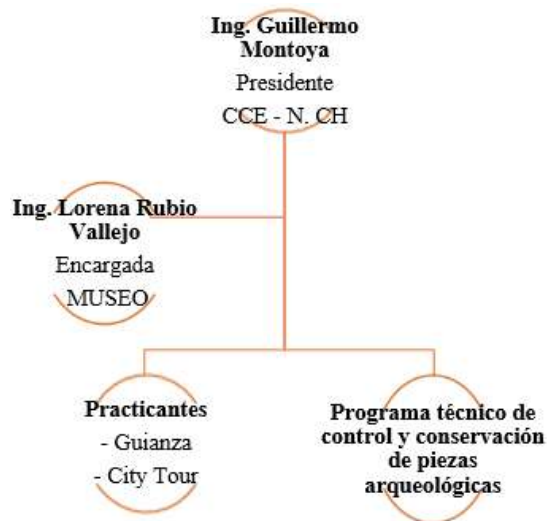 Ing. Guillermo
Montoya
Presidente
CCE - N. CH
Ing. Lorena Rubio
Vallejo
Encargada
MUSEO
Practicantes
- Guianza
- City Tour
Programa técnico de
control y conservación
de piezas
arqueológicas